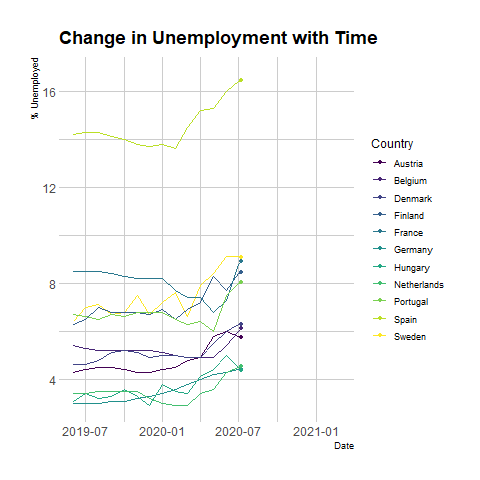 Change in Unemployment with Time
% Unemployed
16
12
8
4
2019-07 2020-01 2020-07 2021-01
Date
Country
Austria
Belgium
Denmark
Finland
France
Germany
Hungary
Netherlands
Portugal
Spain
Sweden